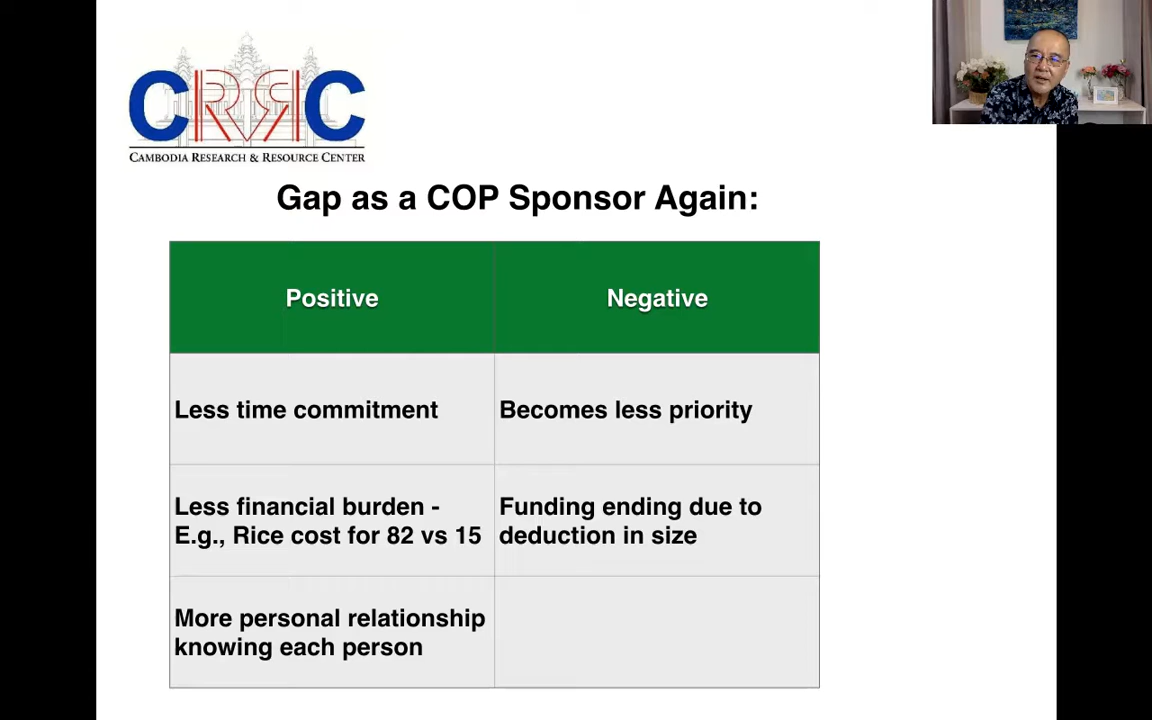 CRRC
CAMBODIA RESEARCH & RESOURCE CENTER
Gap as a COP Sponsor Again:
Positive
Negative
Less time commitment
Becomes less priority
Less financial burden -
E.g., Rice cost for 82 vs 15
Funding ending due to
deduction in size
More personal relationship
knowing each person